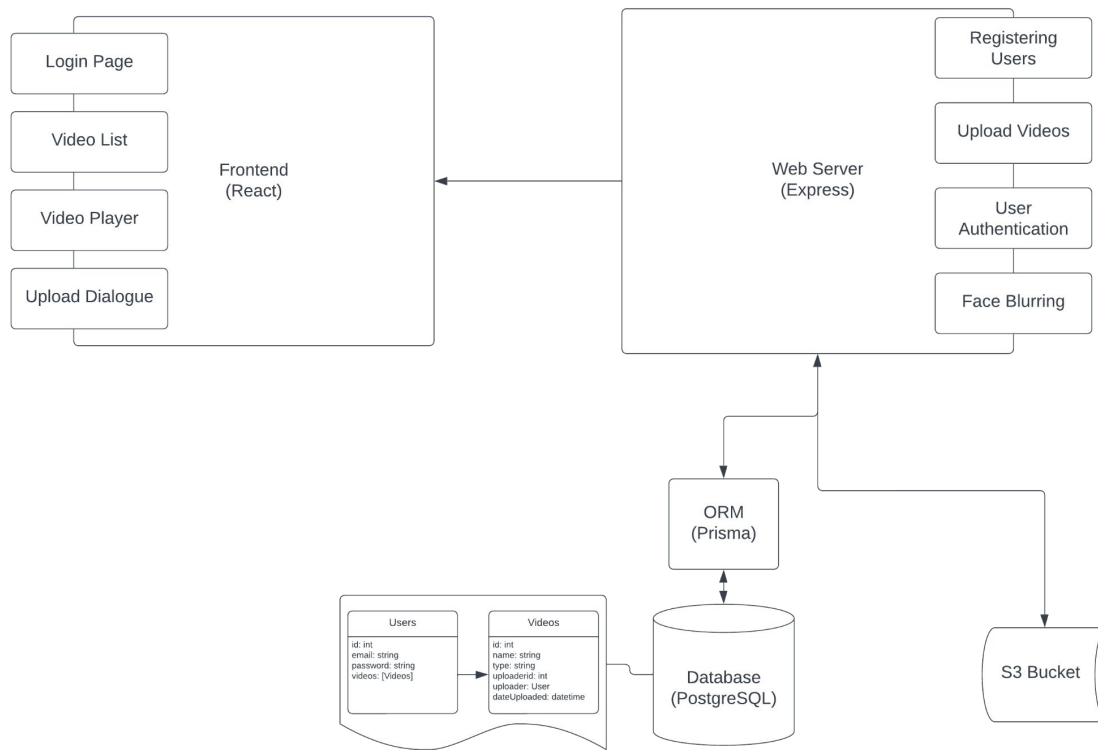 Login Page
Video List
Video Player
Upload Dialogue
Frontend
(React)
Web Server
(Express)
Registering
Users
Upload Videos
User
Authentication
Face Blurring
ORM
(Prisma)
Users
id: int
email: string
password: string
videos: [Videos]
Videos
id: int
name: string
type: string
uploaderid: int
uploader: User
dateUploaded: datetime
Database
(PostgreSQL)
S3 Bucket